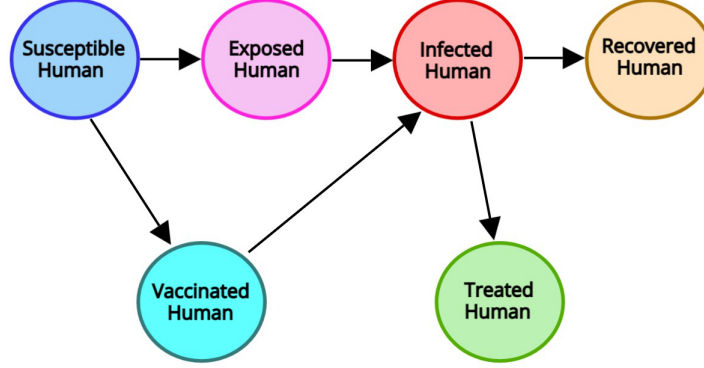 Susceptible
Human
Exposed
Human
Infected
Human
Recovered
Human
Vaccinated
Human
Treated
Human